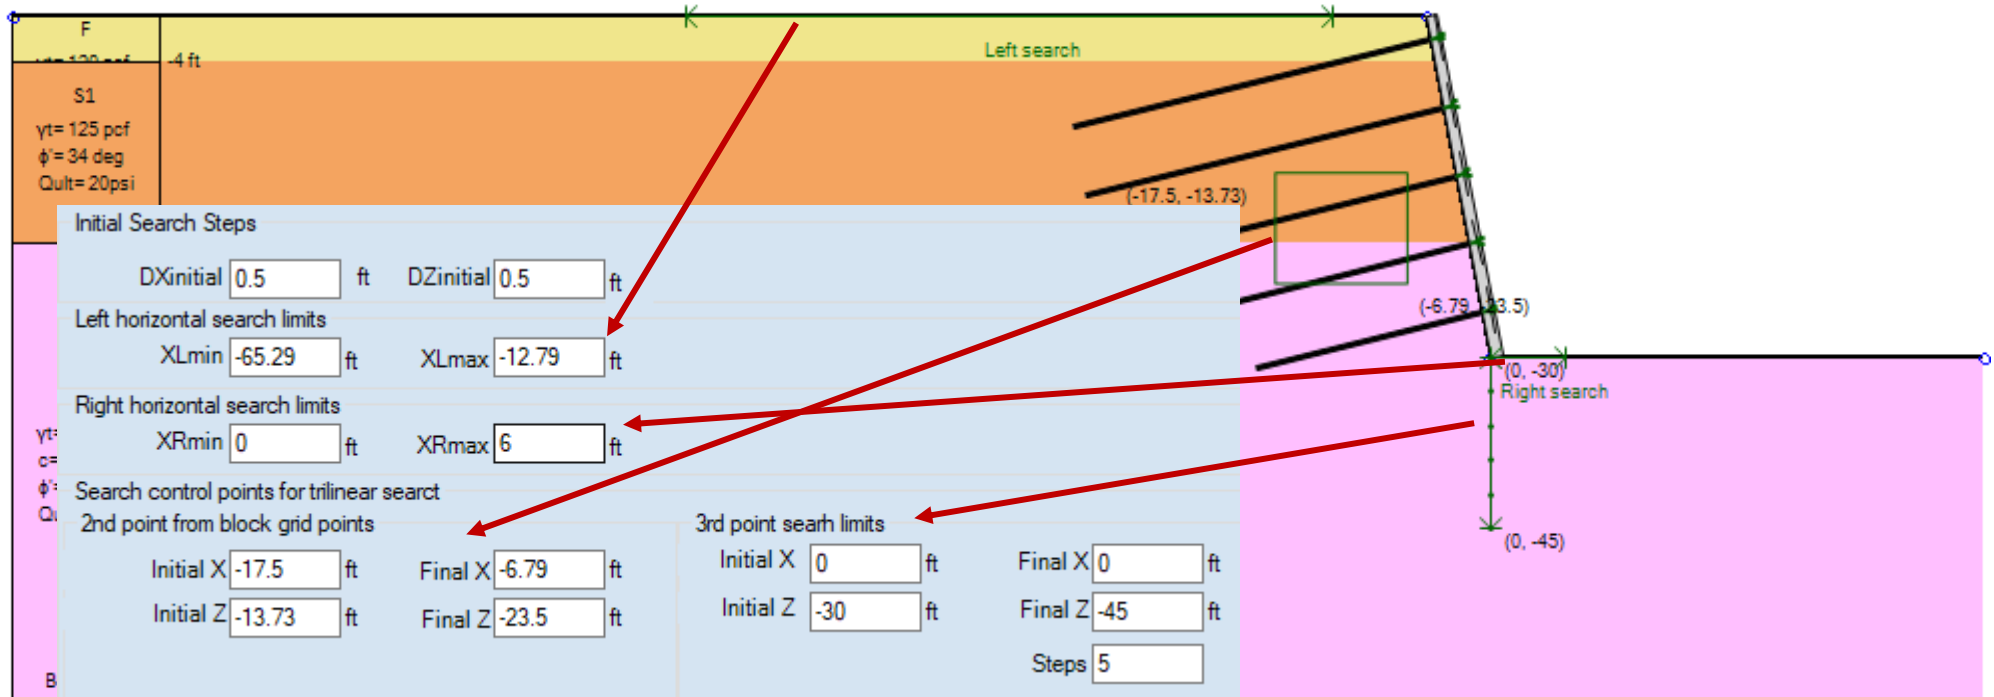 F
-4 ft
Left search
S1
γt= 125 pcf
ϕ'= 34 deg
Qult= 20psi
(-17.5, -13.73)
Initial Search Steps
DXinitial 0.5 ft DZinitial 0.5 ft
Left horizontal search limits
XLmin -65.29 ft XLmax -12.79 ft
(-6.79, -23.5)
Right horizontal search limits
XRmin 0 ft XRmax 6 ft
(0, -30)
Right search
γt=
c=
ϕ'=
Search control points for trilinear searct
2nd point from block grid points
Initial X -17.5 ft Final X -6.79 ft
Initial Z -13.73 ft Final Z -23.5 ft
3rd point searh limits
Initial X 0 ft Final X 0 ft
Initial Z -30 ft Final Z -45 ft
Steps 5
(0, -45)
B